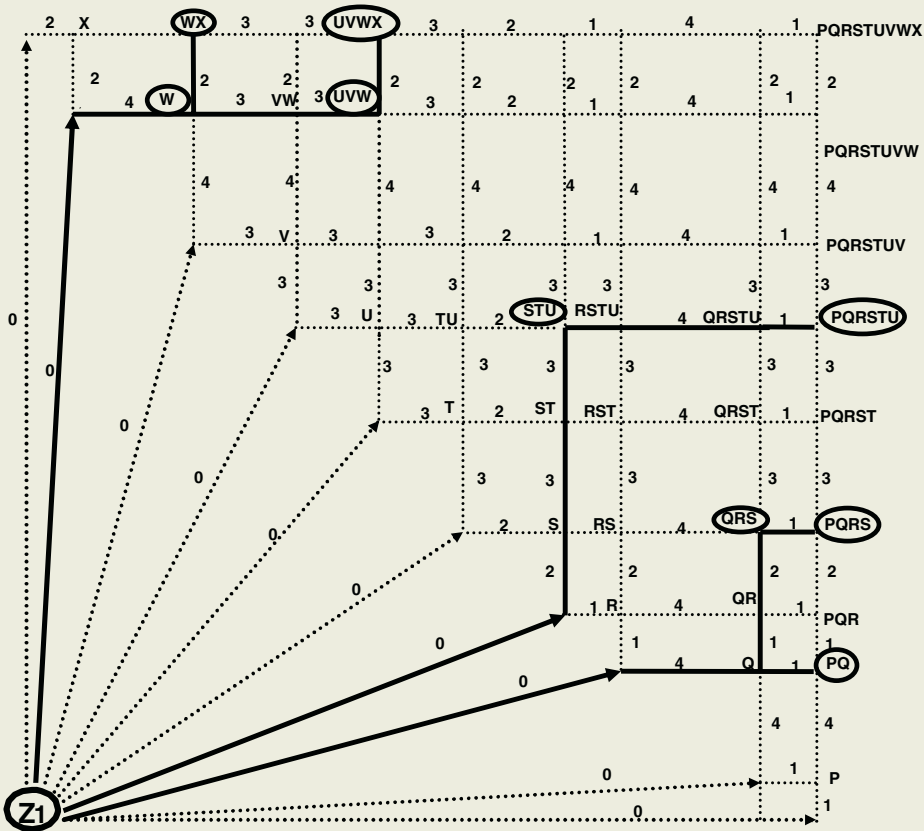 2 X WX 3 3 UVWX 3 2 1 4 1 PQRSTUVWX
2 2 2 2 2 2 2 2 2
4 W 3 VW 3 UVW 3 2 1 4 1
PQRSTUVW
4 4 4 4 4 4 4 4
3 V 3 3 2 1 4 1 PQRSTUV
3 3 3 3 3 3 3
0 3 U 3 TU 2 STU RSTU 4 QRSTU 1 PQRSTU
0 3 3 3 3 3 3
0 3 T 2 ST RST 4 QRST 1 PQRST
0 3 3 3 3 3
0 2 S RS 4 QRS 1 PQRS
0 2 2 2 2
1 R 4 QR 1 PQR
0 1 1 1
0 4 Q 1 PQ
4 4
0 1 P
Z1 0 1